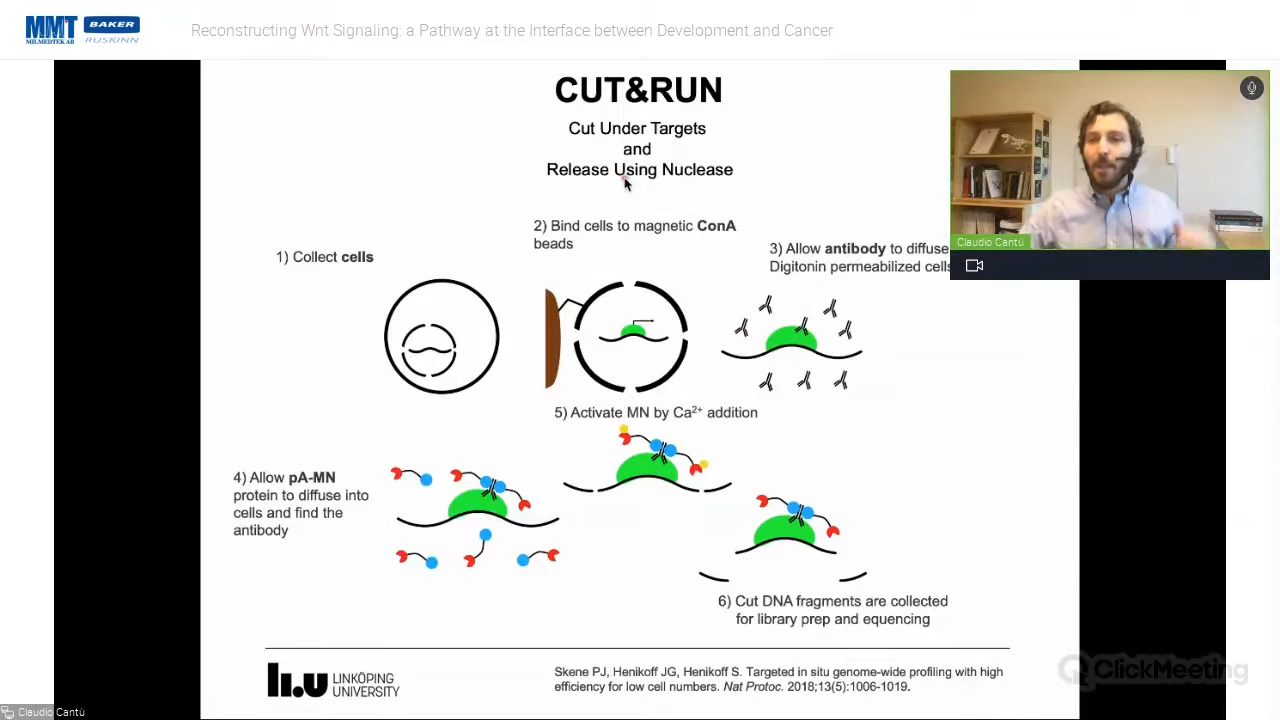 MMT
MILMEDTEK AB
BAKER
RUSKINN
Reconstructing Wnt Signaling: a Pathway at the Interface between Development and Cancer
CUT&RUN
Cut Under Targets
and
Release Using Nuclease
Claudio Cantù
1) Collect cells
2) Bind cells to magnetic ConA
beads
3) Allow antibody to diffuse
Digitonin permeabilized cells
5) Activate MN by Ca²⁺ addition
4) Allow pA-MN
protein to diffuse into
cells and find the
antibody
6) Cut DNA fragments are collected
for library prep and equencing
li.u LINKÖPING
UNIVERSITY
Skene PJ, Henikoff JG, Henikoff S. Targeted in situ genome-wide profiling with high
efficiency for low cell numbers. Nat Protoc. 2018;13(5):1006-1019.
ClickMeeting
Claudio Cantù